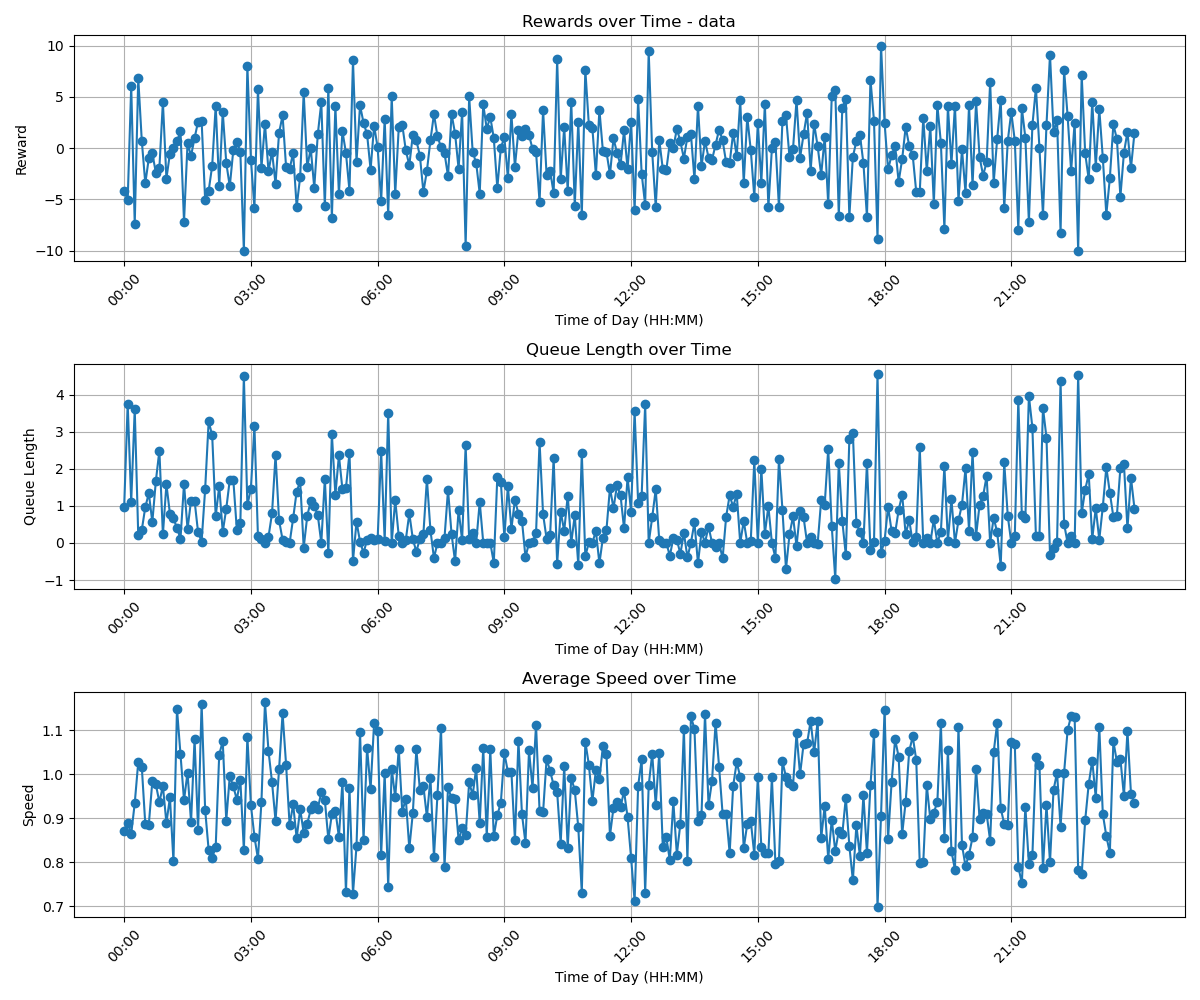 Rewards over Time - data
Reward
10
5
0
−5
−10
00:00 03:00 06:00 09:00 12:00 15:00 18:00 21:00
Time of Day (HH:MM)
Queue Length over Time
Queue Length
4
3
2
1
0
−1
00:00 03:00 06:00 09:00 12:00 15:00 18:00 21:00
Time of Day (HH:MM)
Average Speed over Time
Speed
1.1
1.0
0.9
0.8
0.7
00:00 03:00 06:00 09:00 12:00 15:00 18:00 21:00
Time of Day (HH:MM)